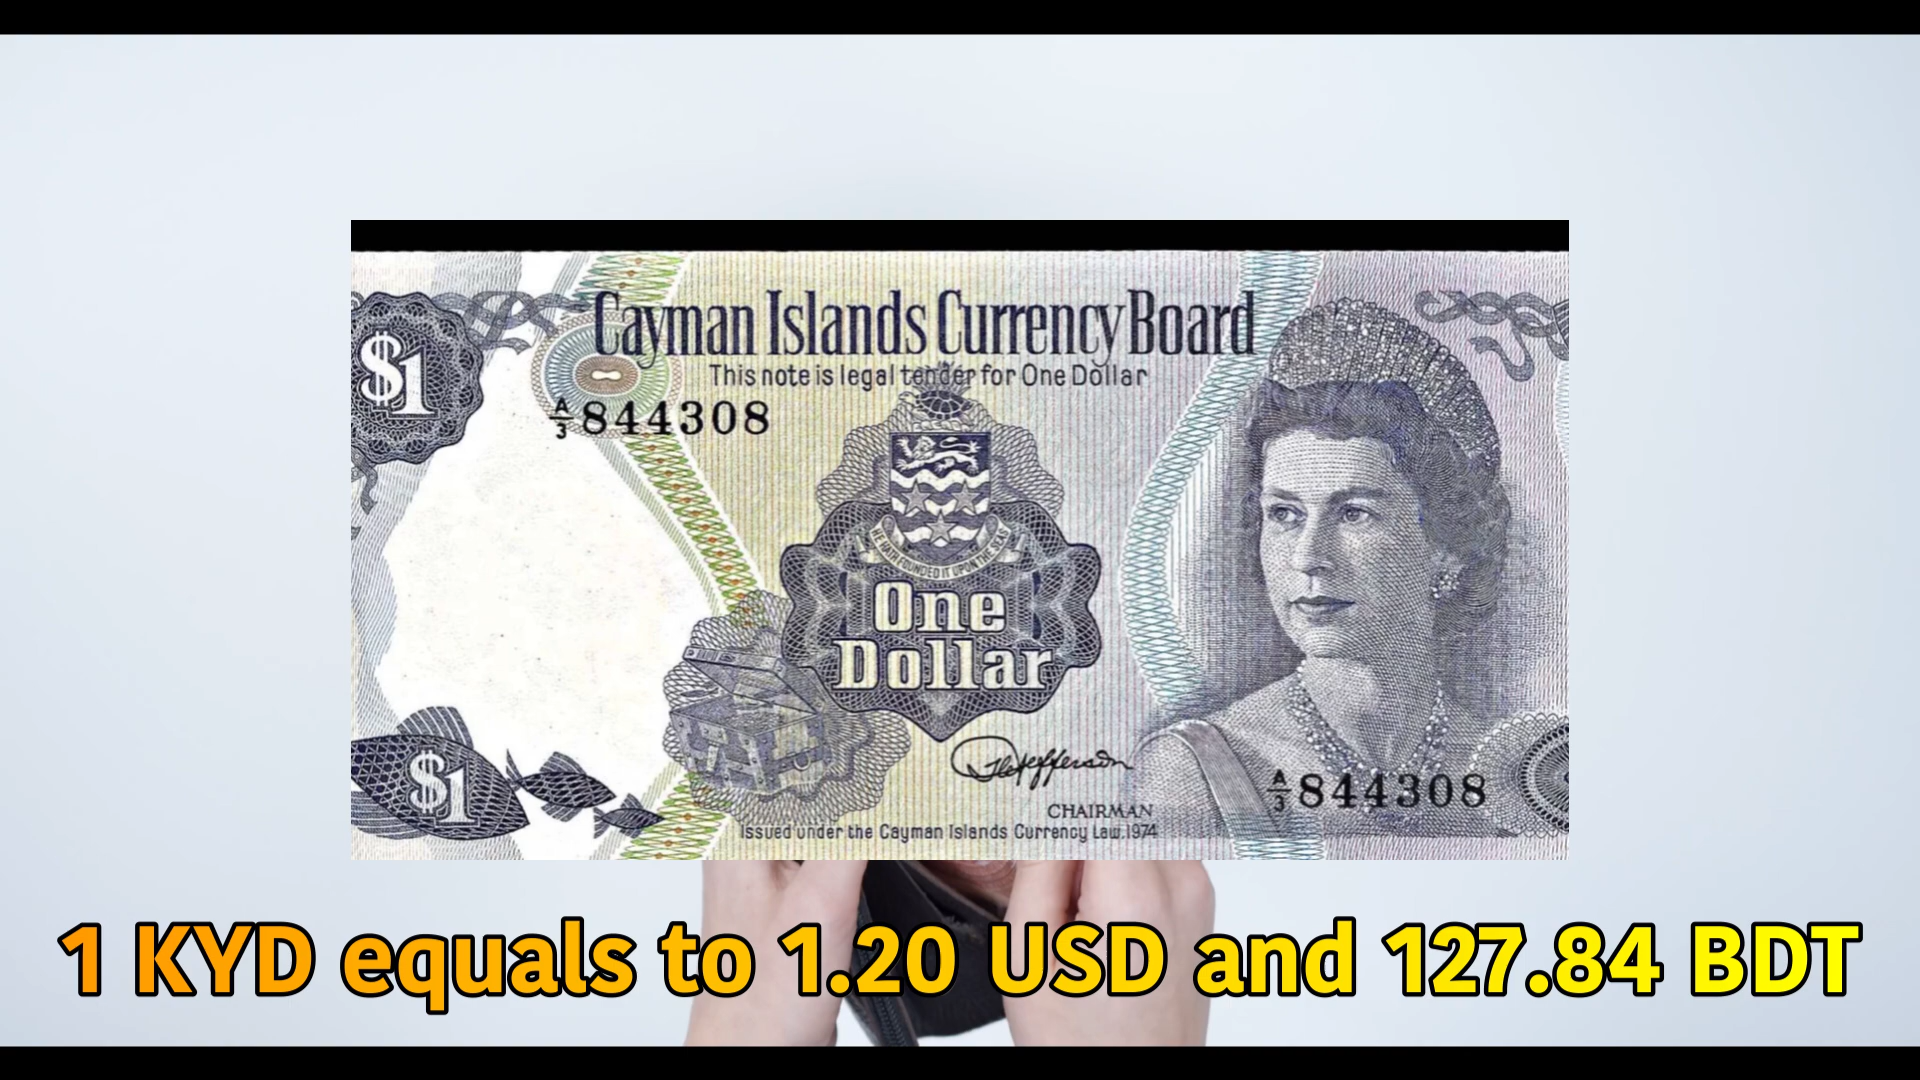 Cayman Islands Currency Board
This note is legal tender for One Dollar
$1
A/3 844308
HE HATH FOUNDED IT UPON THE SEAS
One
Dollar
$1
CHAIRMAN
A/3 844308
Issued under the Cayman Islands Currency Law, 1974
1 KYD equals to 1.20 USD and 127.84 BDT